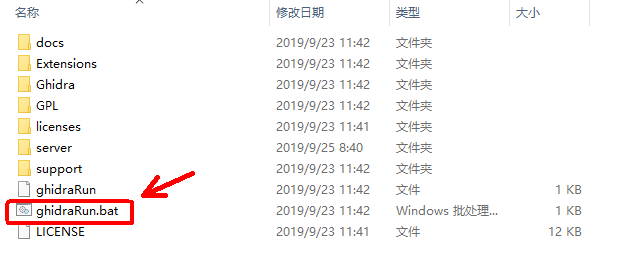 名称 修改日期 类型 大小
docs 2019/9/23 11:42 文件夹
Extensions 2019/9/23 11:42 文件夹
Ghidra 2019/9/23 11:42 文件夹
GPL 2019/9/23 11:42 文件夹
licenses 2019/9/23 11:41 文件夹
server 2019/9/25 8:40 文件夹
support 2019/9/23 11:42 文件夹
ghidraRun 2019/9/23 11:42 文件 1 KB
ghidraRun.bat 2019/9/23 11:42 Windows 批处理... 1 KB
LICENSE 2019/9/23 11:41 文件 12 KB